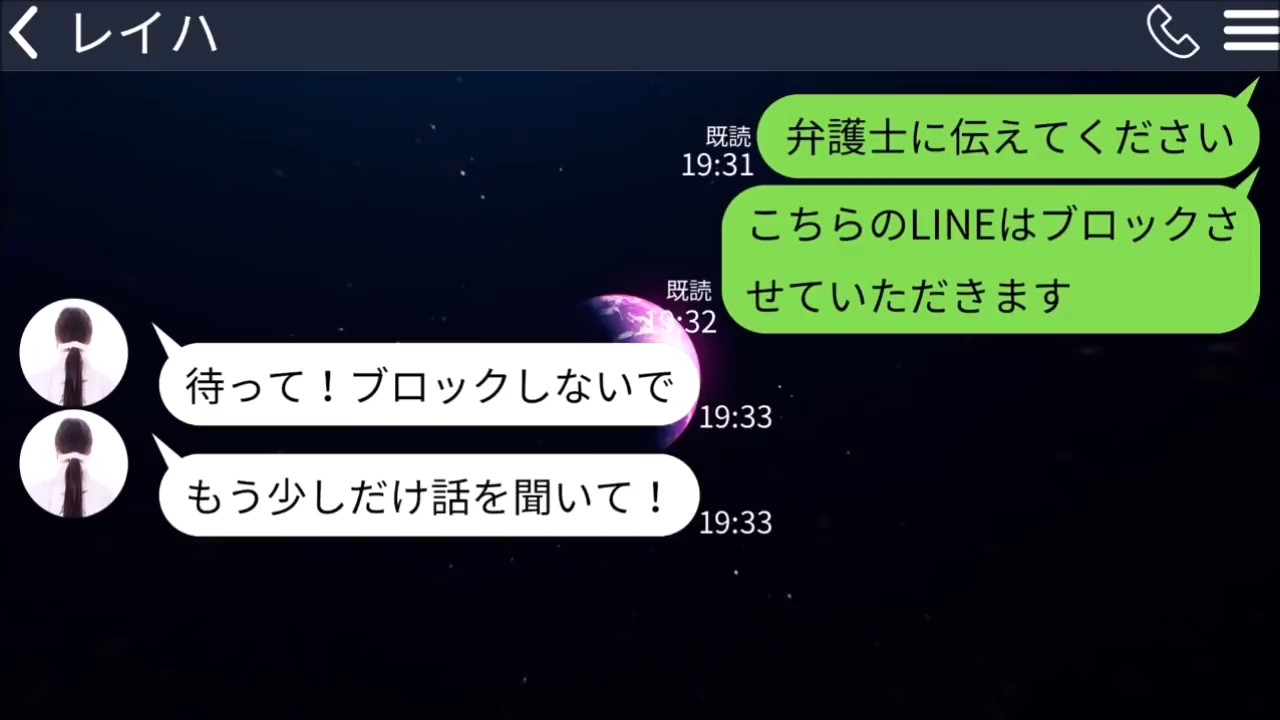 レイハ
弁護士に伝えてください
既読
19:31
こちらのLINEはブロックさ
せていただきます
既読
19:32
待って！ブロックしないで
19:33
もう少しだけ話を聞いて！
19:33